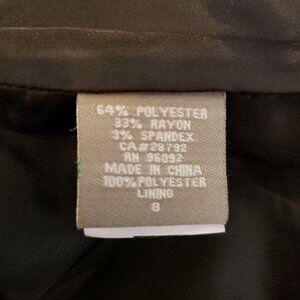 64% POLYESTER
33% RAYON
3% SPANDEX
CA#28792
RN 96092
MADE IN CHINA
100% POLYESTER
LINING
8